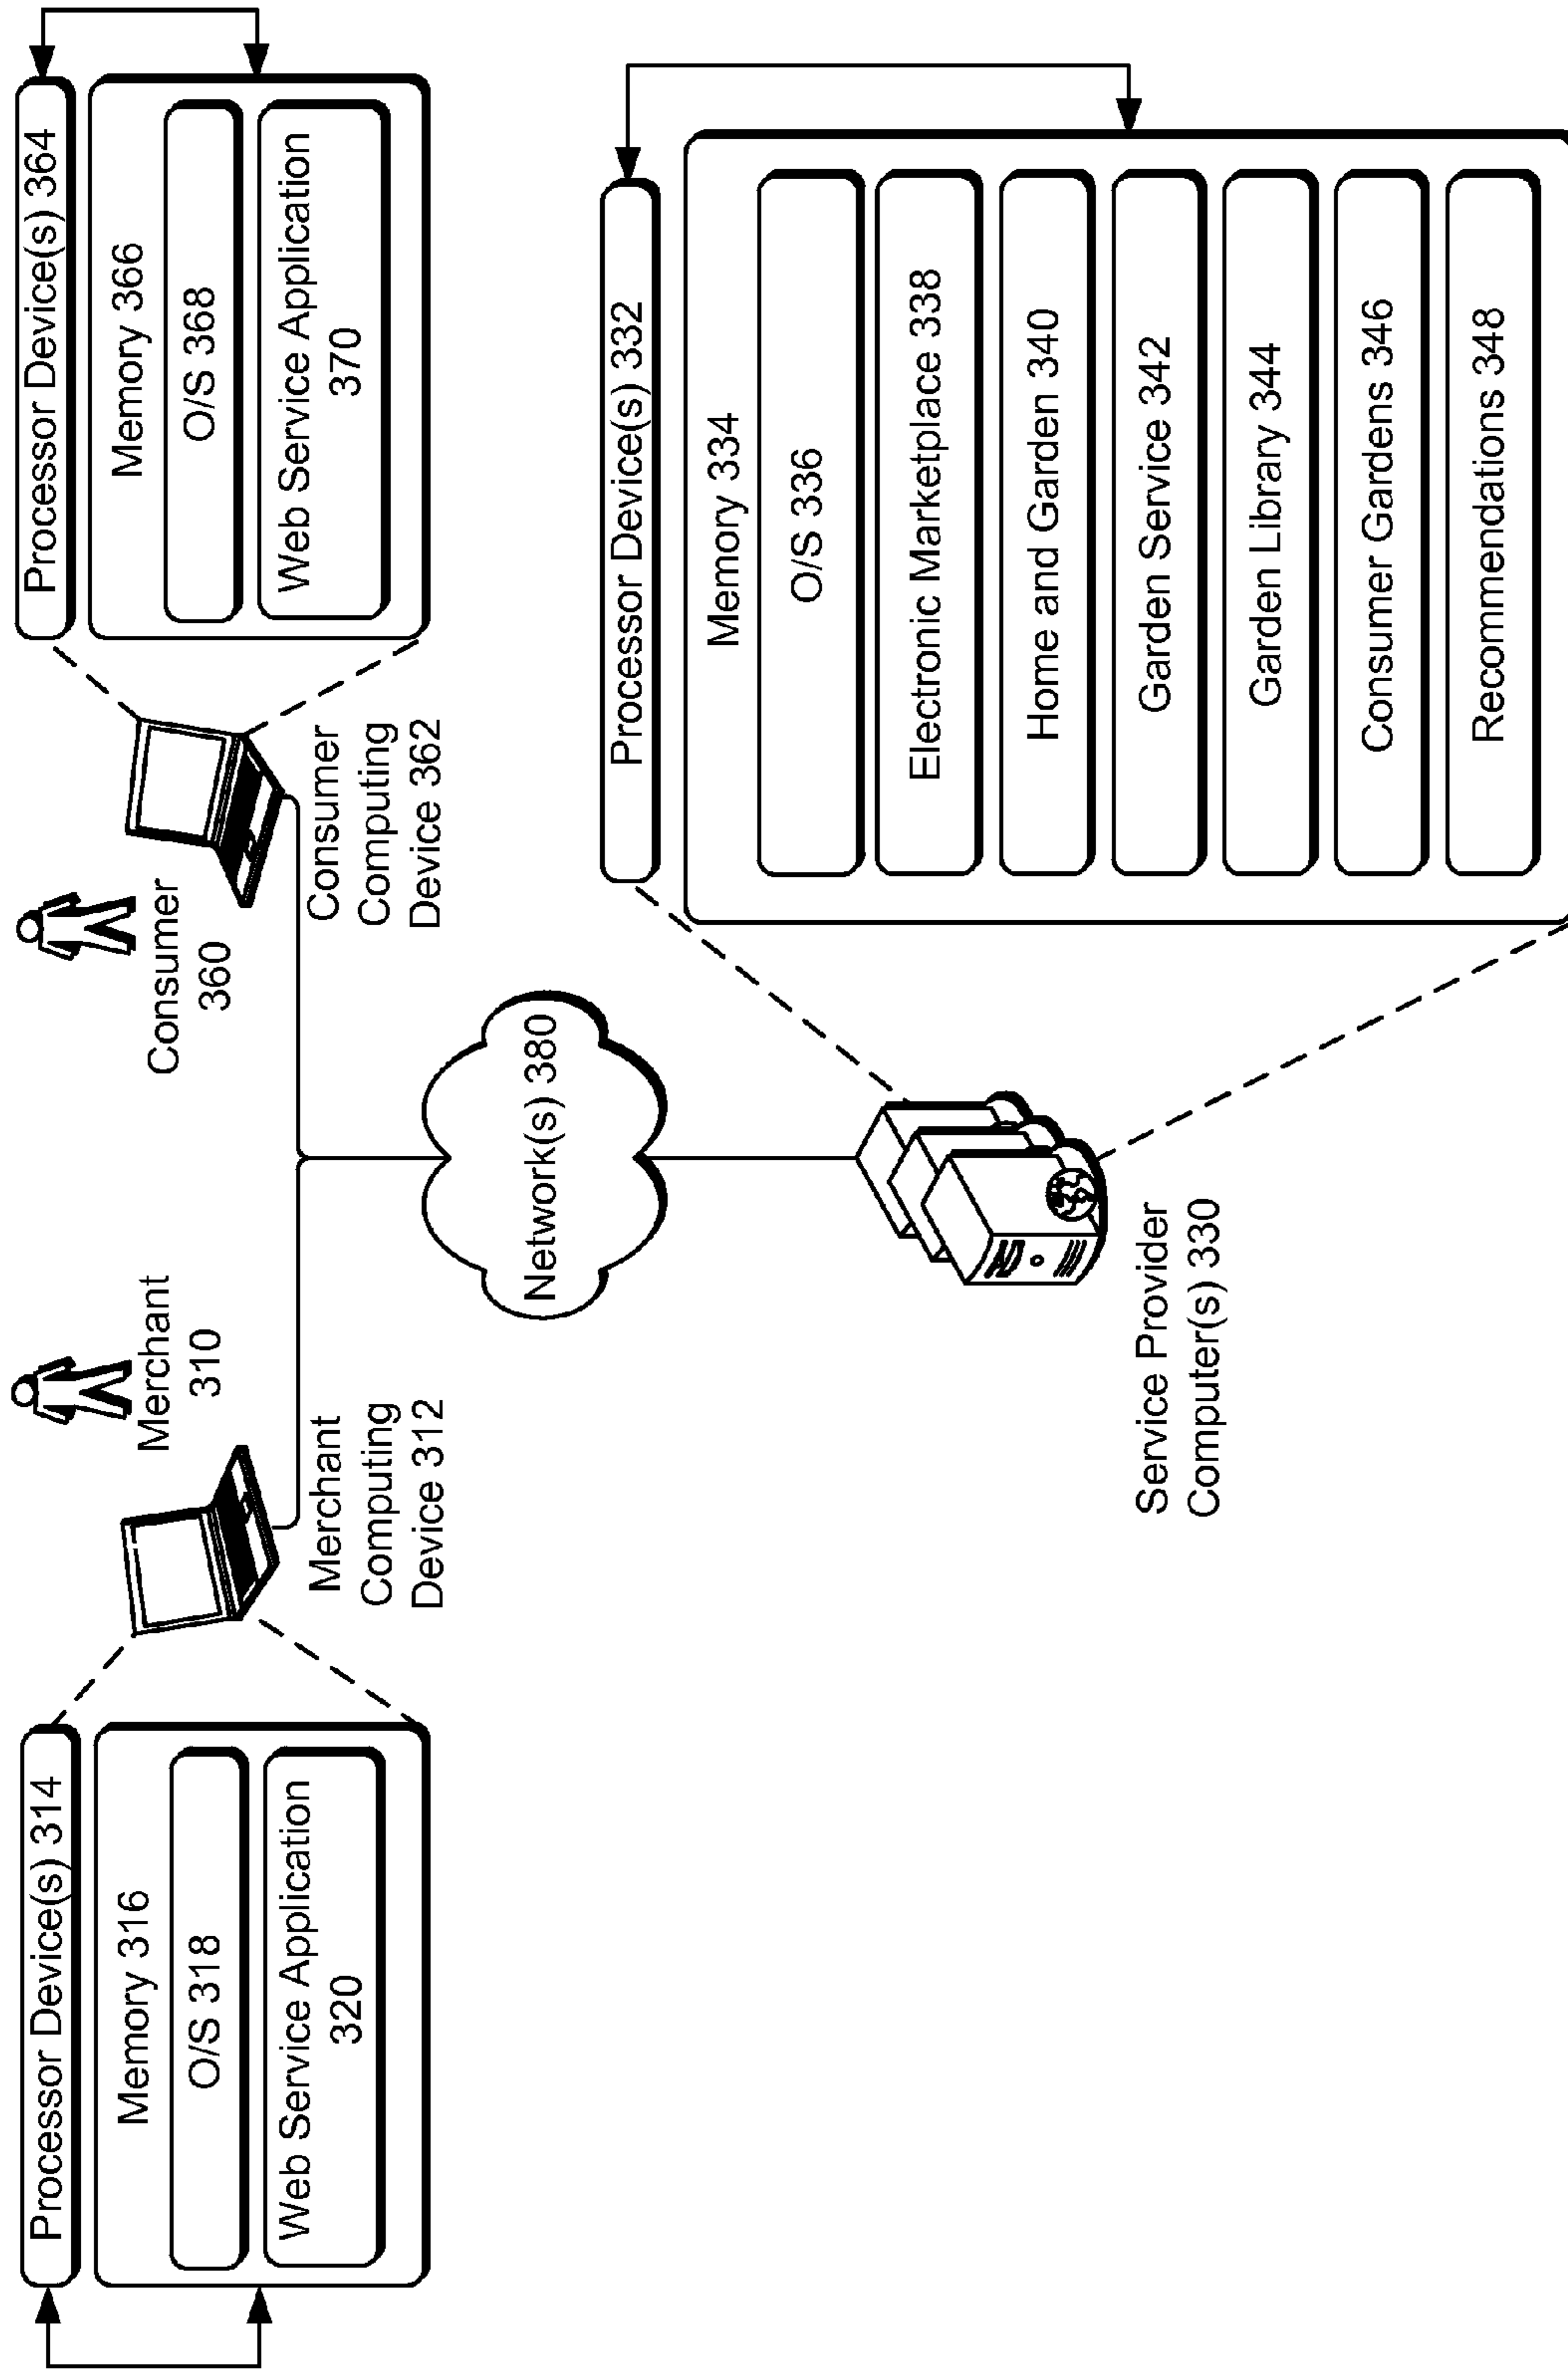 Processor Device(s) 314
Memory 316
O/S 318
Web Service Application
320
Merchant
310
Merchant
Computing
Device 312
Consumer
360
Consumer
Computing
Device 362
Processor Device(s) 364
Memory 366
O/S 368
Web Service Application
370
Network(s) 380
Service Provider
Computer(s) 330
Processor Device(s) 332
Memory 334
O/S 336
Electronic Marketplace 338
Home and Garden 340
Garden Service 342
Garden Library 344
Consumer Gardens 346
Recommendations 348